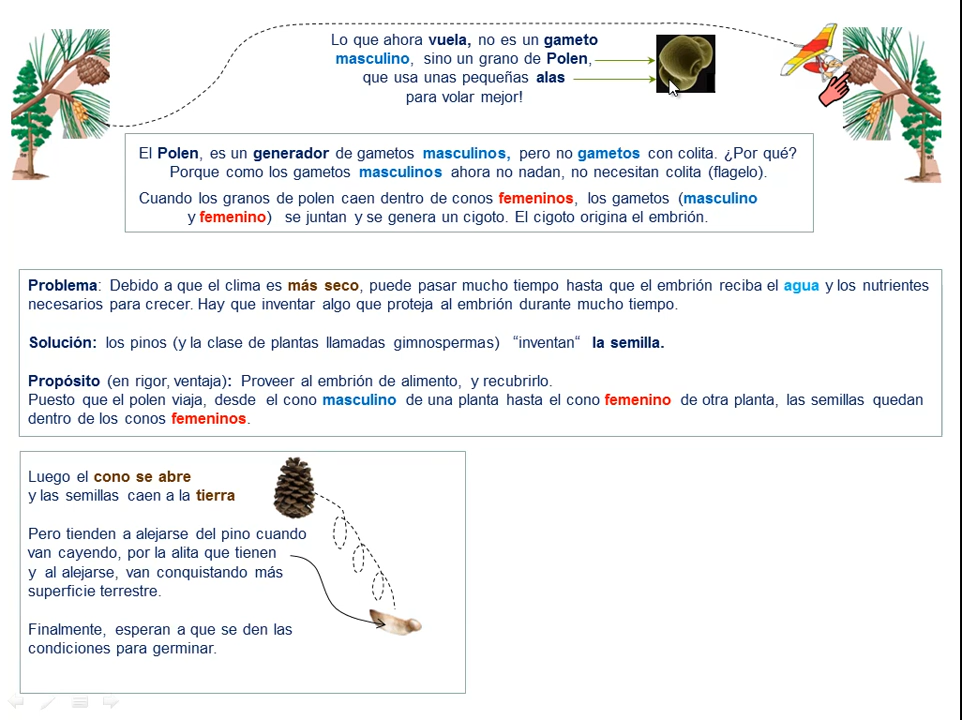 Lo que ahora vuela, no es un gameto
masculino, sino un grano de Polen,
que usa unas pequeñas alas
para volar mejor!
El Polen, es un generador de gametos masculinos, pero no gametos con colita. ¿Por qué?
Porque como los gametos masculinos ahora no nadan, no necesitan colita (flagelo).
Cuando los granos de polen caen dentro de conos femeninos, los gametos (masculino
y femenino) se juntan y se genera un cigoto. El cigoto origina el embrión.
Problema: Debido a que el clima es más seco, puede pasar mucho tiempo hasta que el embrión reciba el agua y los nutrientes
necesarios para crecer. Hay que inventar algo que proteja al embrión durante mucho tiempo.
Solución: los pinos (y la clase de plantas llamadas gimnospermas) “inventan“ la semilla.
Propósito (en rigor, ventaja): Proveer al embrión de alimento, y recubrirlo.
Puesto que el polen viaja, desde el cono masculino de una planta hasta el cono femenino de otra planta, las semillas quedan
dentro de los conos femeninos.
Luego el cono se abre
y las semillas caen a la tierra
Pero tienden a alejarse del pino cuando
van cayendo, por la alita que tienen
y al alejarse, van conquistando más
superficie terrestre.
Finalmente, esperan a que se den las
condiciones para germinar.